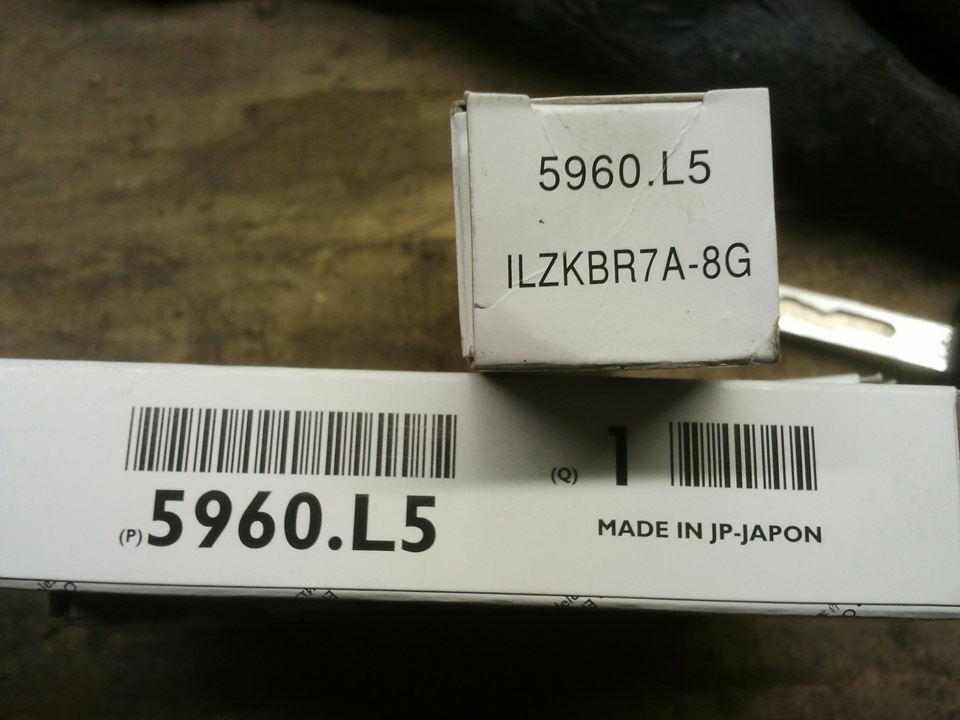 5960.L5
ILZKBR7A-8G
(P) 5960.L5
(Q) 1
MADE IN JP-JAPON